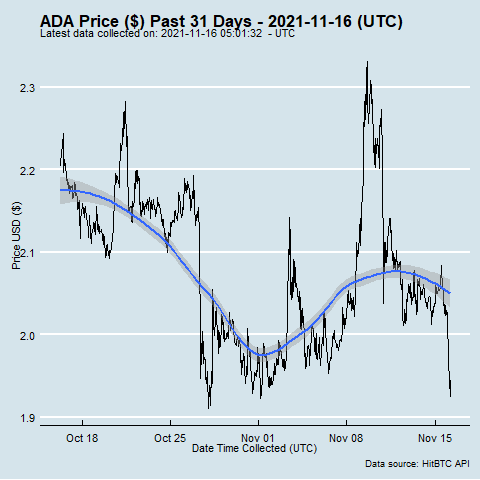 ADA Price ($) Past 31 Days - 2021-11-16 (UTC)
Latest data collected on: 2021-11-16 05:01:32 - UTC
Price USD ($)
2.3
2.2
2.1
2.0
1.9
Oct 18 Oct 25 Nov 01 Nov 08 Nov 15
Date Time Collected (UTC)
Data source: HitBTC API